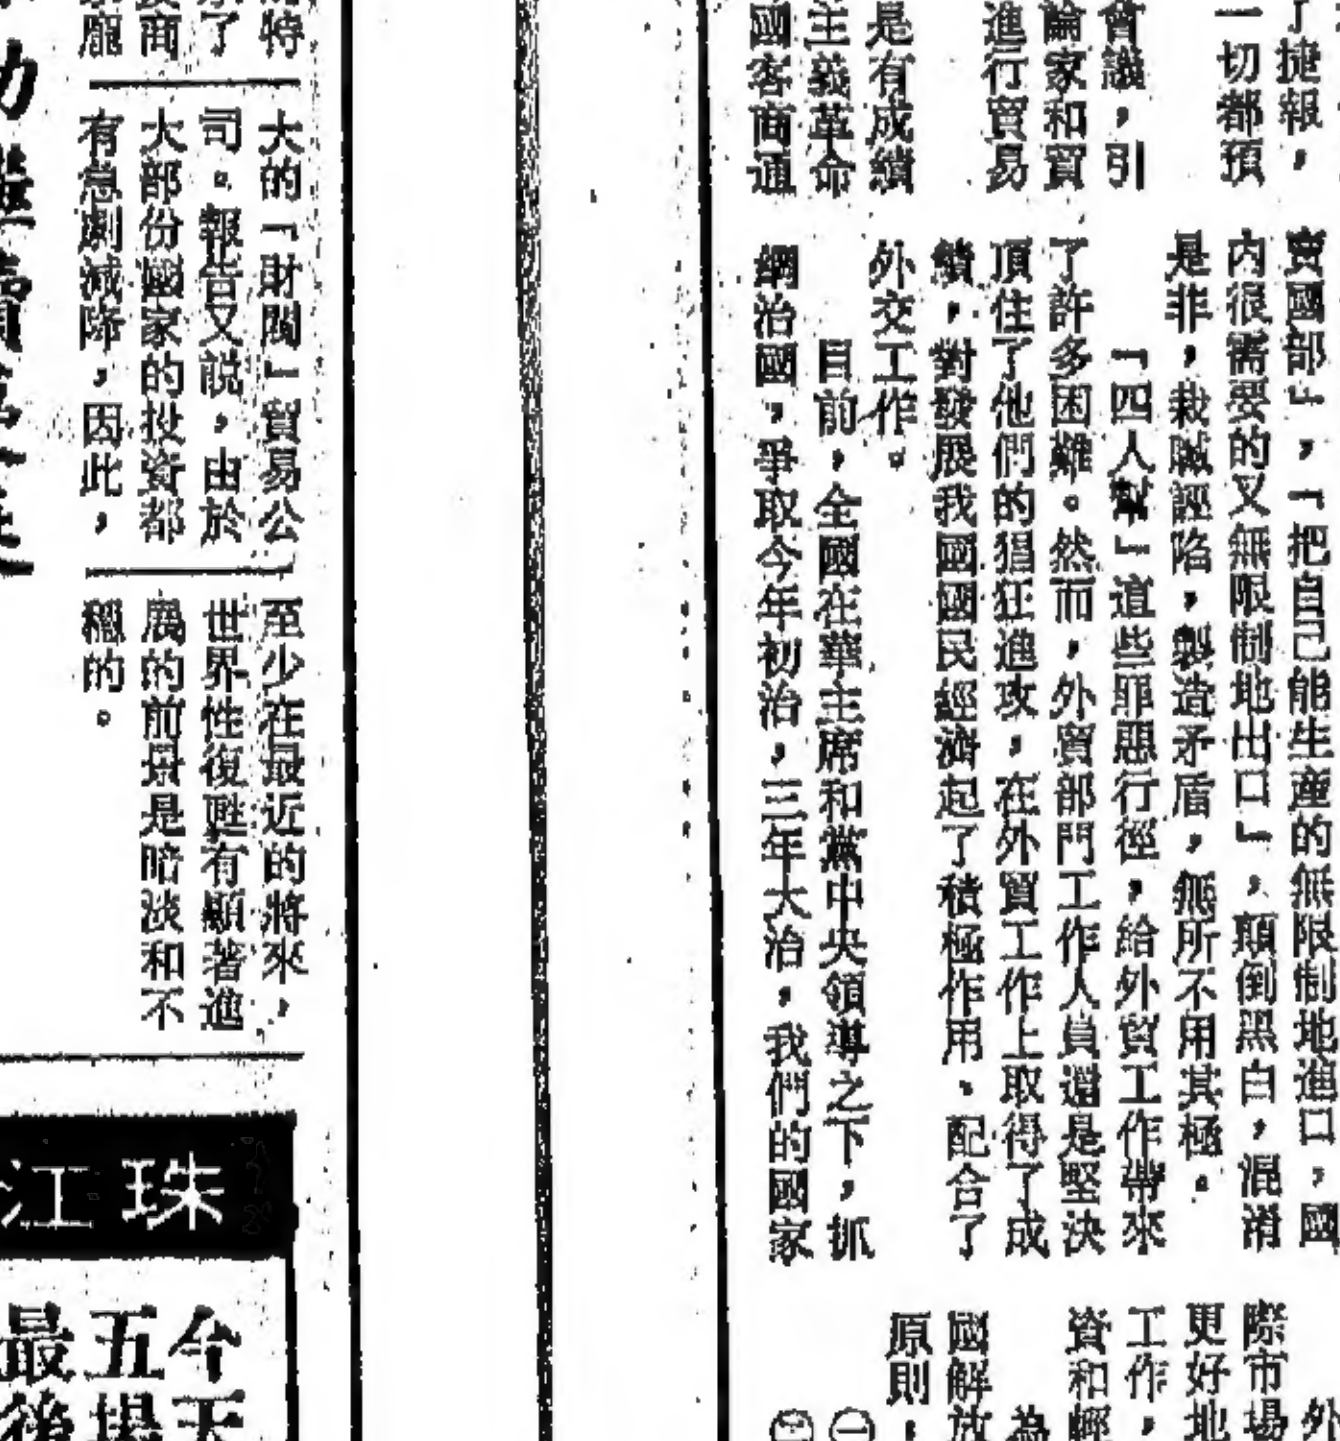 了捷報，
一切都預
會議，引
論家和貿
進行貿易
是有成績
主義革命
國客商通
賣國部」，「把自己能生產的無限制地進口，國
內很需要的又無限制地出口」，顛倒黑白，混淆
是非，栽贓誣陷，製造矛盾，無所不用其極。
「四人幫」這些罪惡行徑，給外貿工作帶來
了許多困難。然而，外貿部門工作人員還是堅決
頂住了他們的猖狂進攻，在外貿工作上取得了成
績，對發展我國國民經濟起了積極作用、配合了
外交工作。
目前，全國在華主席和黨中央領導之下，抓
綱治國，爭取今年初治，三年大治，我們的國家
外
際市場
更好地
工作，
資和輕
為
國解放
原則，
㊀
㊁
特
了
商
龐
大的「財閥」貿易公
司。報告又說，由於
大部份國家的投資都
有急劇減降，因此，
至少在最近的將來，
世界性復甦有顯著進
展的前景是暗淡和不
穩的。
珠江
今天
五場
最後